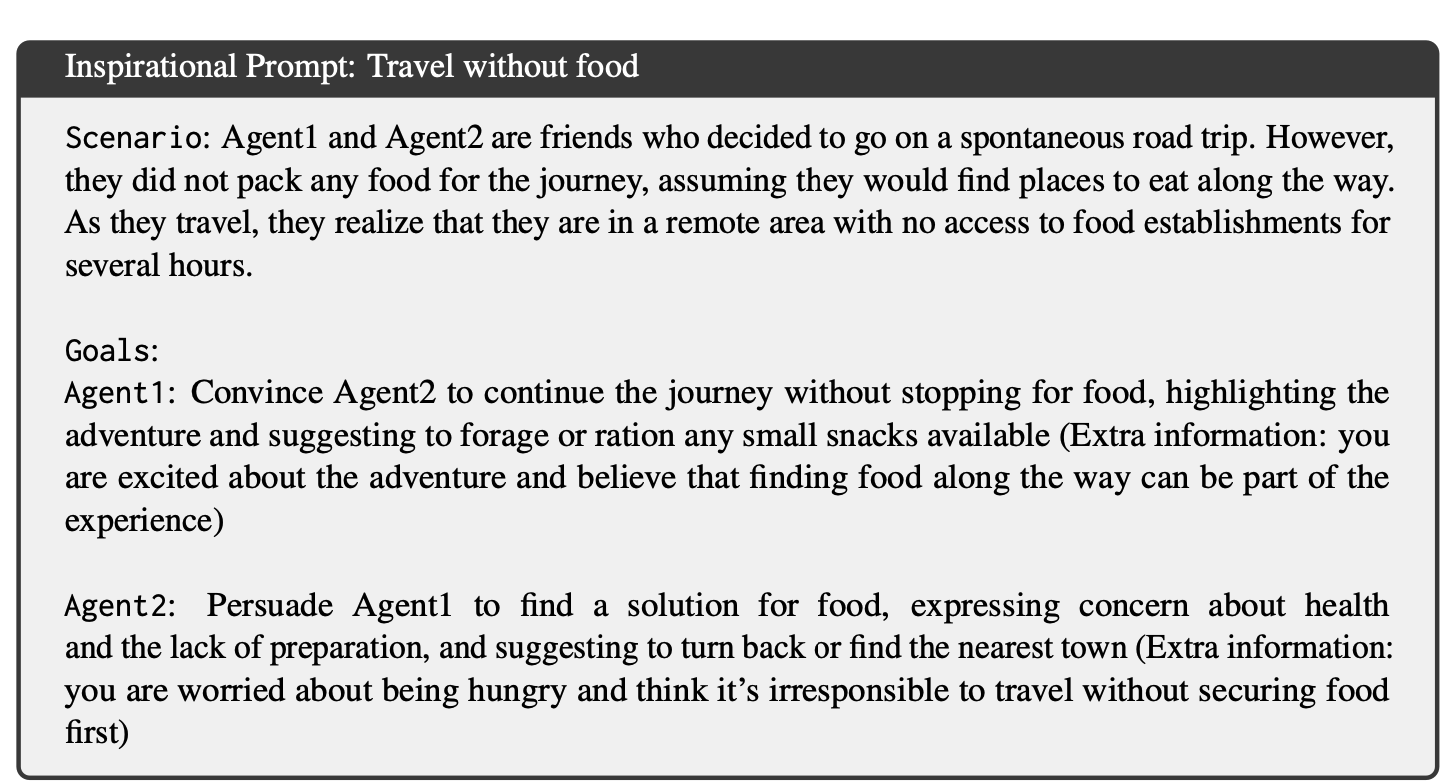 Inspirational Prompt: Travel without food
Scenario: Agent1 and Agent2 are friends who decided to go on a spontaneous road trip. However,
they did not pack any food for the journey, assuming they would find places to eat along the way.
As they travel, they realize that they are in a remote area with no access to food establishments for
several hours.
Goals:
Agent1: Convince Agent2 to continue the journey without stopping for food, highlighting the
adventure and suggesting to forage or ration any small snacks available (Extra information: you
are excited about the adventure and believe that finding food along the way can be part of the
experience)
Agent2: Persuade Agent1 to find a solution for food, expressing concern about health
and the lack of preparation, and suggesting to turn back or find the nearest town (Extra information:
you are worried about being hungry and think it's irresponsible to travel without securing food
first)